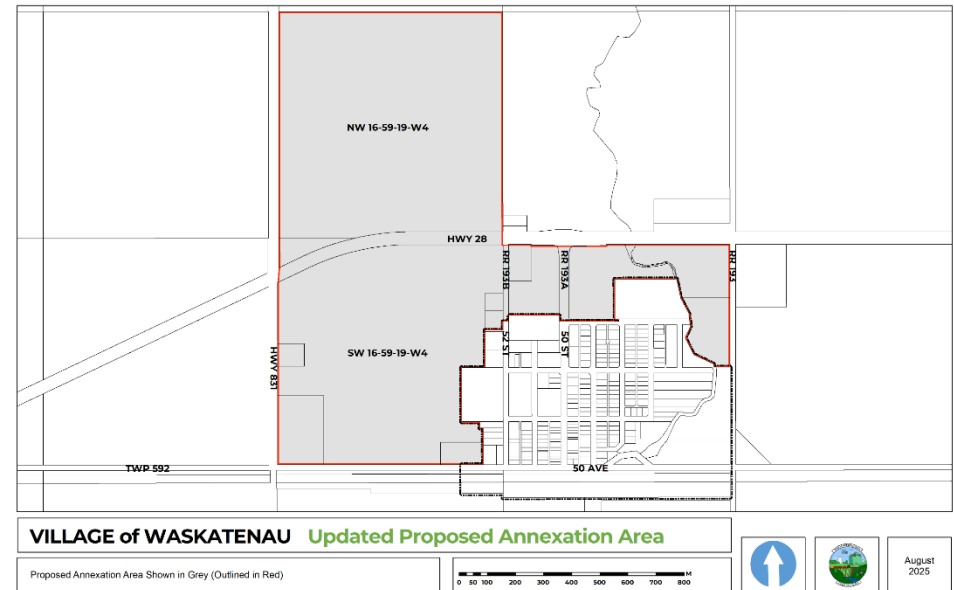 NW 16-59-19-W4
HWY 28
RR 193B
RR 193A
RR 193
SW 16-59-19-W4
52 ST
50 ST
HWY 831
TWP 592
50 AVE
VILLAGE of WASKATENAU Updated Proposed Annexation Area
Proposed Annexation Area Shown in Grey (Outlined in Red)
0 50 100 200 300 400 500 600 700 800 M
August
2025